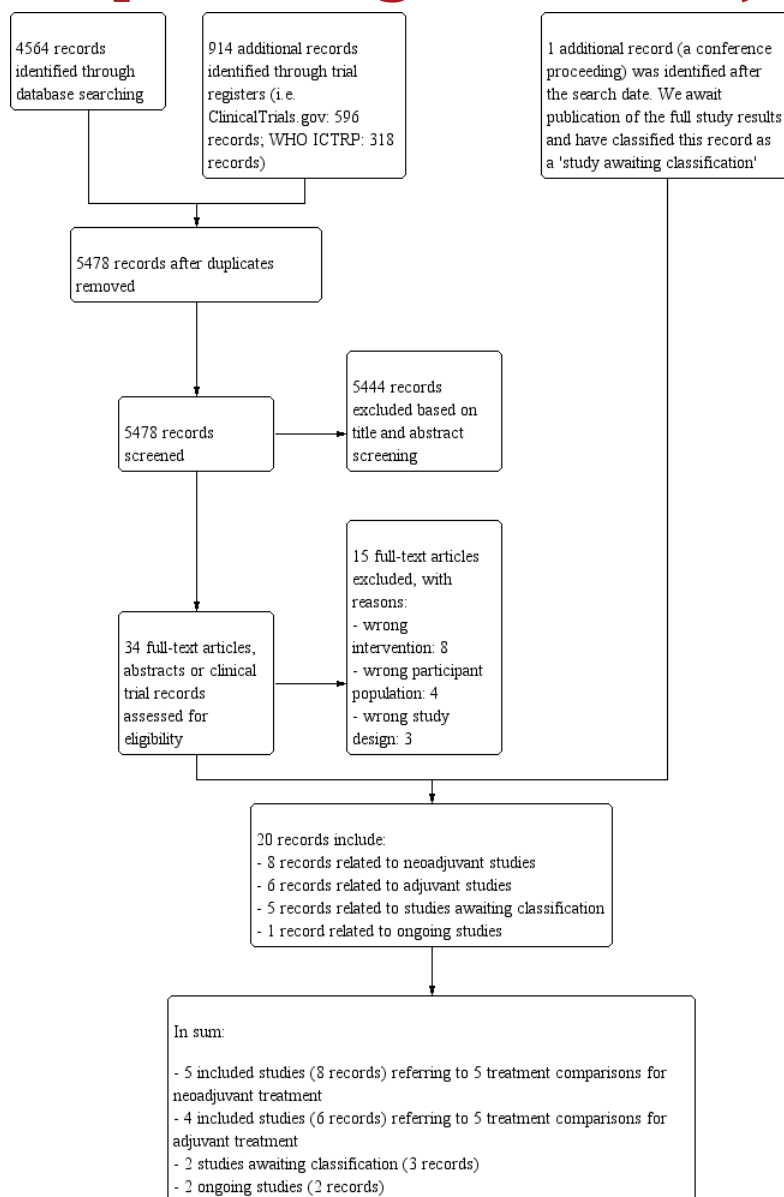 4564 records
identified through
database searching
914 additional records
identified through trial
registers (i.e.
ClinicalTrials.gov: 596
records; WHO ICTRP: 318
records)
1 additional record (a conference
proceeding) was identified after
the search date. We await
publication of the full study results
and have classified this record as
a 'study awaiting classification'
5478 records after duplicates
removed
5478 records
screened
5444 records
excluded based on
title and abstract
screening
34 full-text articles,
abstracts or clinical
trial records
assessed for
eligibility
15 full-text articles
excluded, with
reasons:
- wrong
intervention: 8
- wrong participant
population: 4
- wrong study
design: 3
20 records include:
- 8 records related to neoadjuvant studies
- 6 records related to adjuvant studies
- 5 records related to studies awaiting classification
- 1 record related to ongoing studies
In sum:
- 5 included studies (8 records) referring to 5 treatment comparisons for
neoadjuvant treatment
- 4 included studies (6 records) referring to 5 treatment comparisons for
adjuvant treatment
- 2 studies awaiting classification (3 records)
- 2 ongoing studies (2 records)